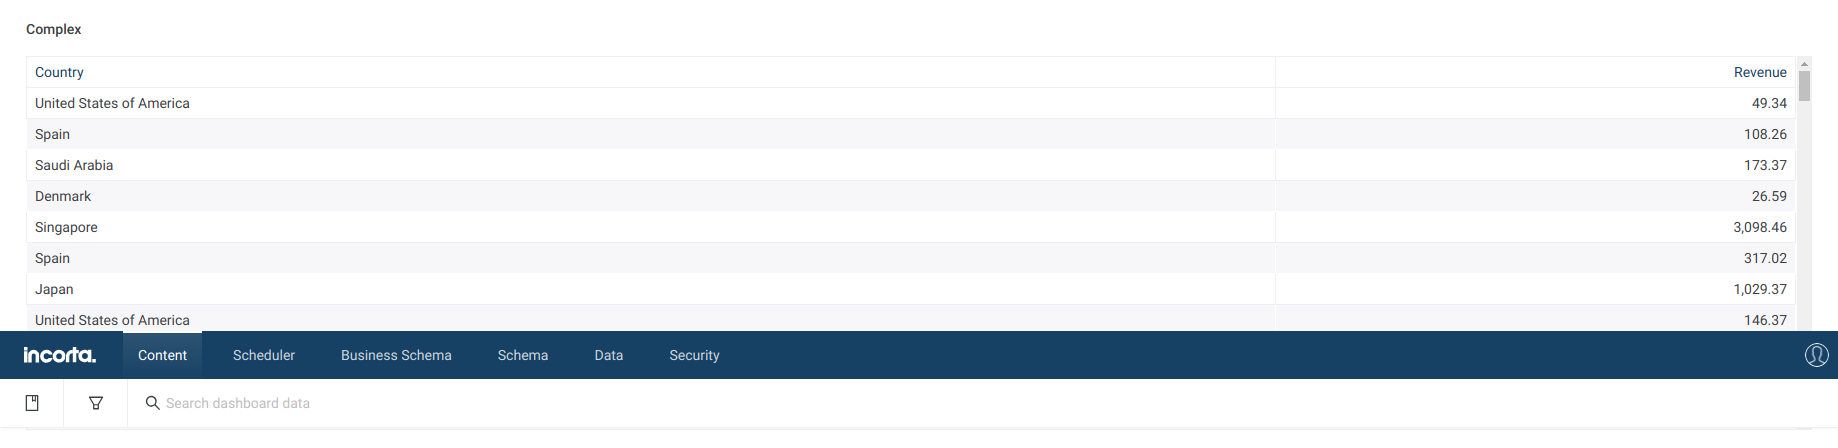 Complex
Country Revenue
United States of America 49.34
Spain 108.26
Saudi Arabia 173.37
Denmark 26.59
Singapore 3,098.46
Spain 317.02
Japan 1,029.37
United States of America 146.37
incorta. Content Scheduler Business Schema Schema Data Security
Search dashboard data